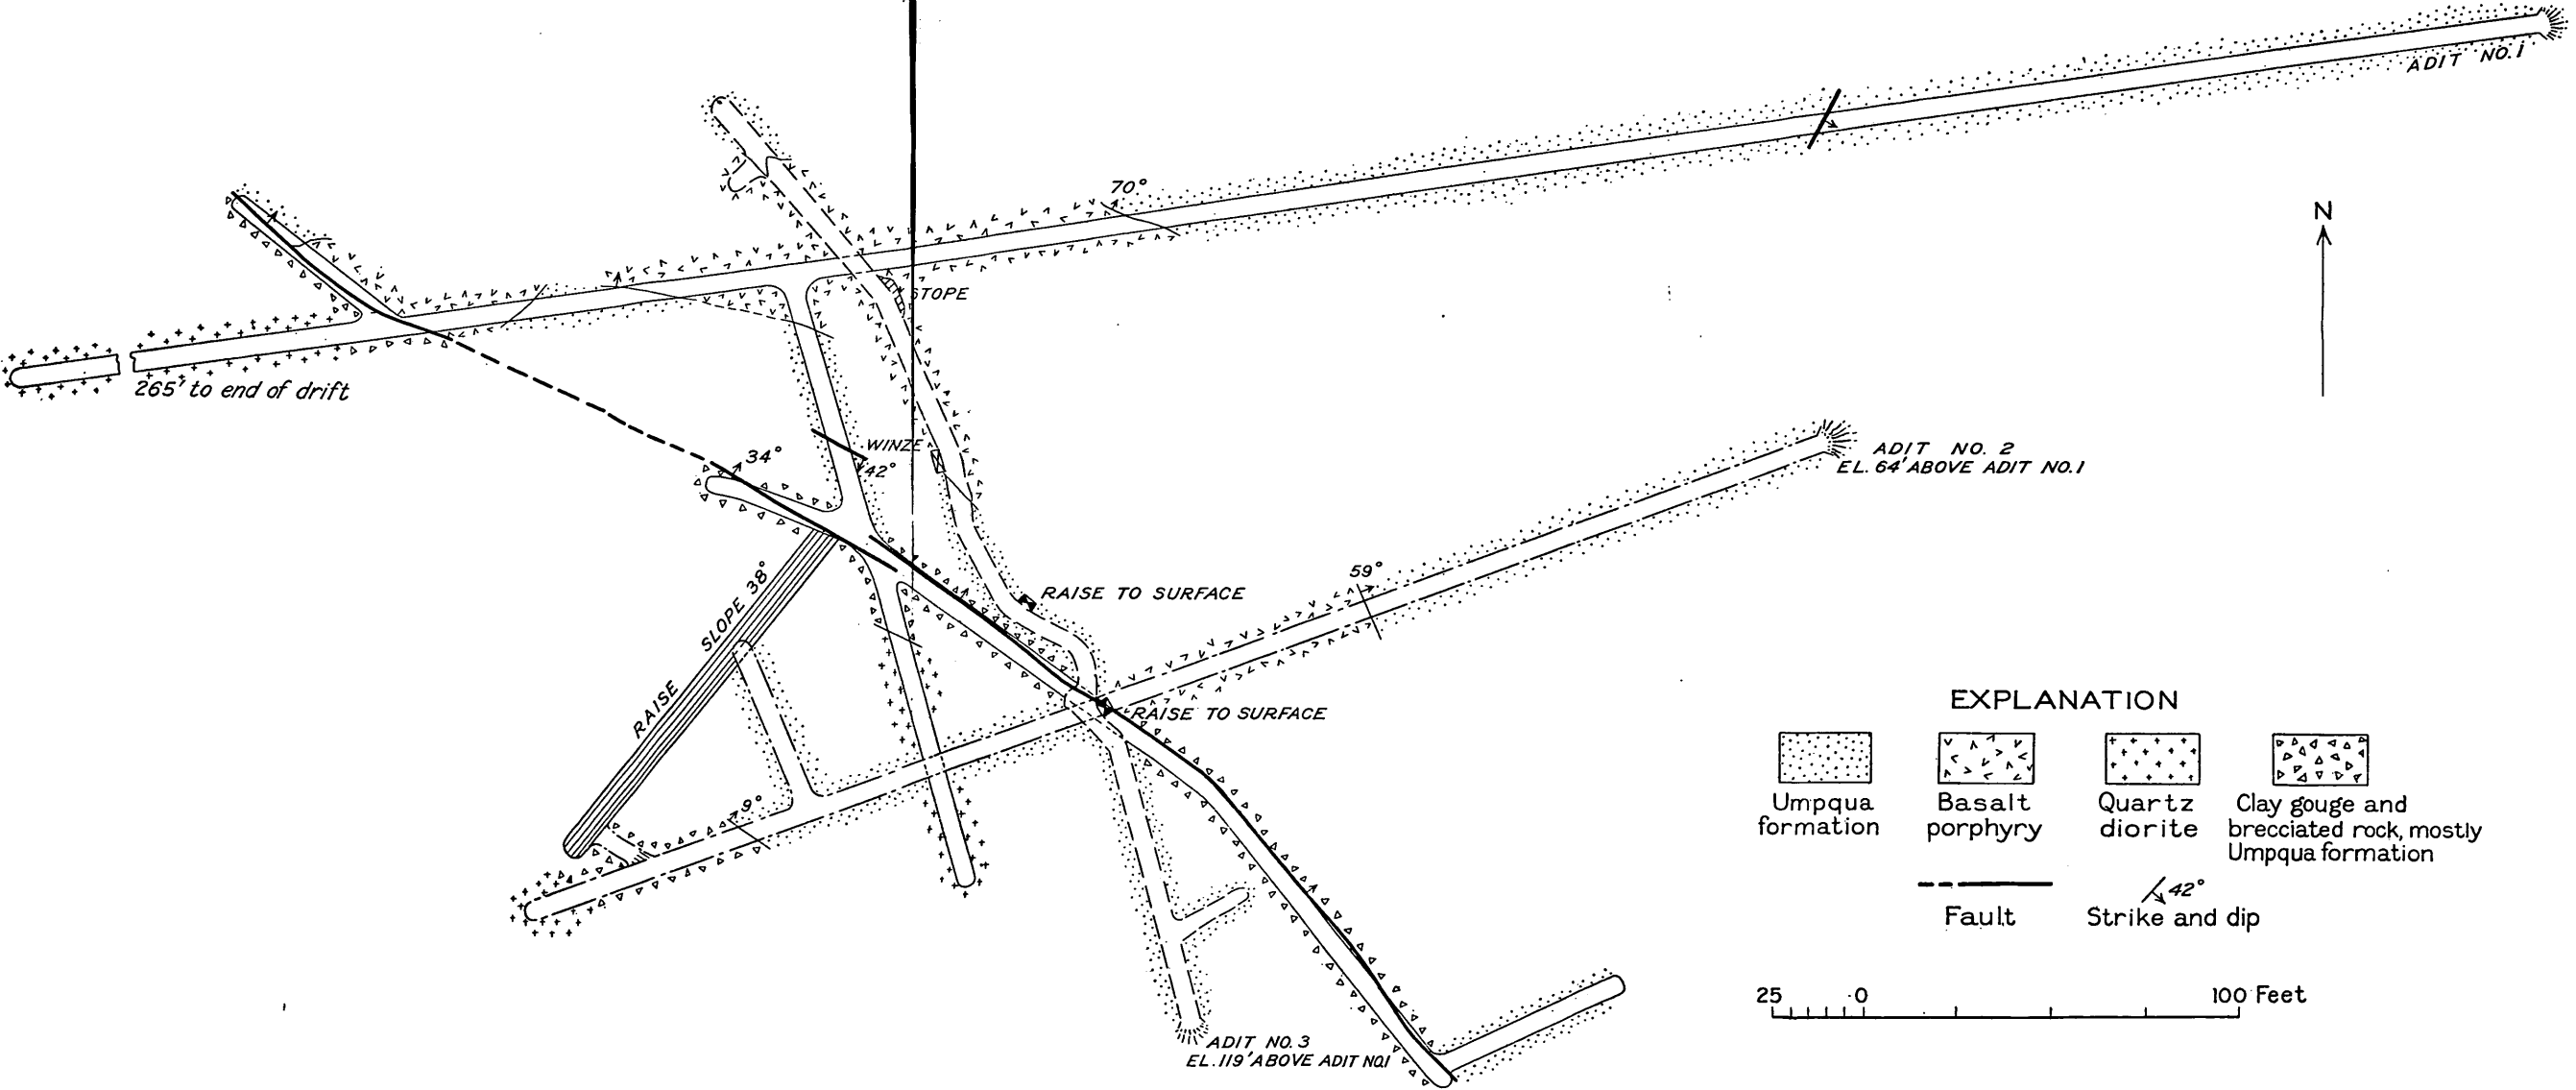 ADIT NO. 1
70°
N
STOPE
265' to end of drift
WINZE
42°
34°
ADIT NO. 2
EL. 64' ABOVE ADIT NO. 1
59°
RAISE TO SURFACE
RAISE SLOPE 38°
RAISE TO SURFACE
9°
ADIT NO. 3
EL. 119' ABOVE ADIT NO. 1
EXPLANATION
Umpqua
formation
Basalt
porphyry
Quartz
diorite
Clay gouge and
brecciated rock, mostly
Umpqua formation
Fault
42°
Strike and dip
25 0 100 Feet